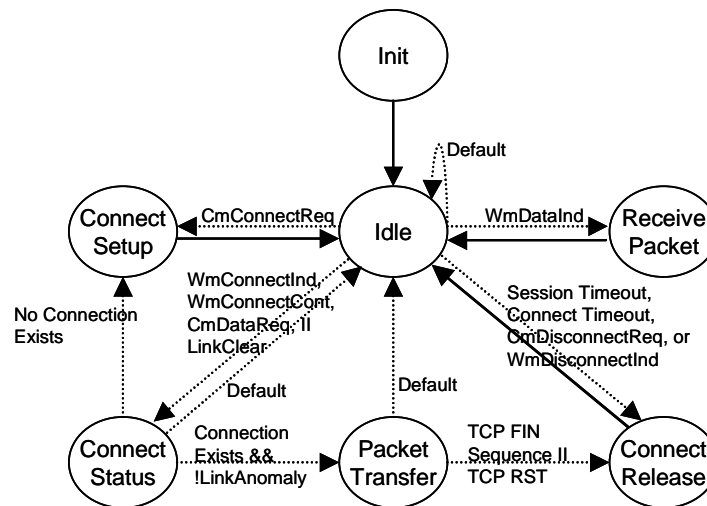 Init
Default
Connect
Setup
CmConnectReq
Idle
WmDataInd
Receive
Packet
No Connection
Exists
WmConnectInd,
WmConnectCont,
CmDataReq, II
LinkClear
Session Timeout,
Connect Timeout,
CmDisconnectReq, or
WmDisconnectInd
Default
Default
Connect
Status
Connection
Exists &&
!LinkAnomaly
Packet
Transfer
TCP FIN
Sequence II
TCP RST
Connect
Release